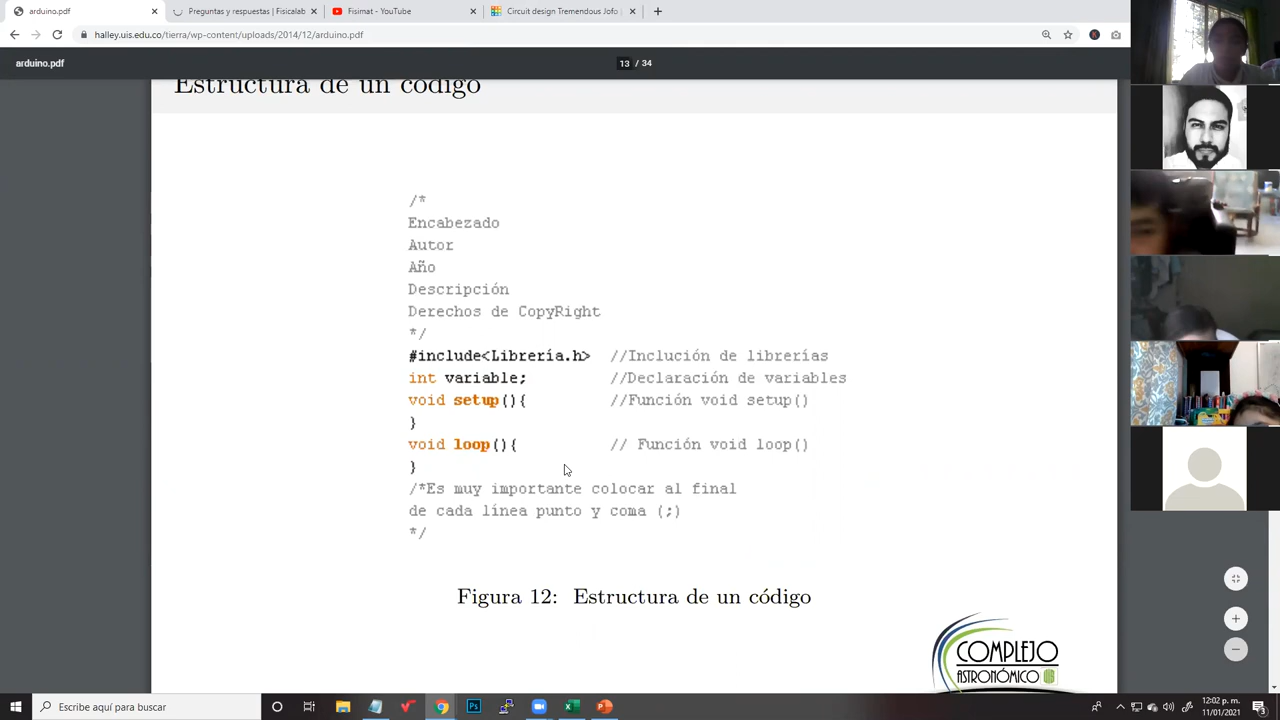 arduino.pdf
Preguntas y respuestas | Fisicalab
Fisimat - YouTube
Circuit design Tremendous Jofo |
halley.uis.edu.co/tierra/wp-content/uploads/2014/12/arduino.pdf
arduino.pdf
13 / 34
Estructura de un código
/*
Encabezado
Autor
Año
Descripción
Derechos de CopyRight
*/
#include<Librería.h> //Inclución de librerías
int variable; //Declaración de variables
void setup(){ //Función void setup()
}
void loop(){ // Función void loop()
}
/*Es muy importante colocar al final
de cada línea punto y coma (;)
*/
Figura 12: Estructura de un código
COMPLEJO
ASTRONÓMICO
Escribe aquí para buscar
12:02 p. m.
11/01/2021
3